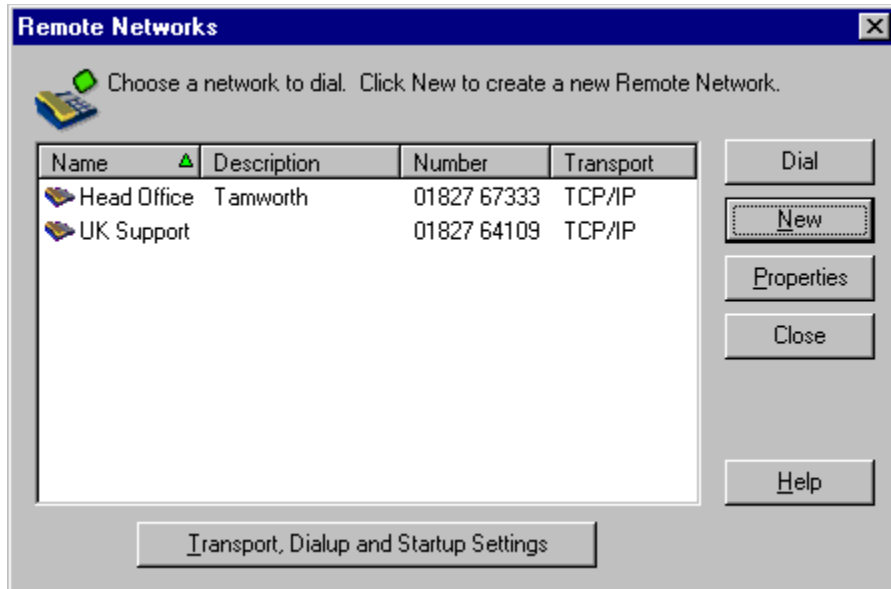 Remote Networks
Choose a network to dial. Click New to create a new Remote Network.
Name Description Number Transport
Head Office Tamworth 01827 67333 TCP/IP
UK Support 01827 64109 TCP/IP
Dial
New
Properties
Close
Help
Transport, Dialup and Startup Settings